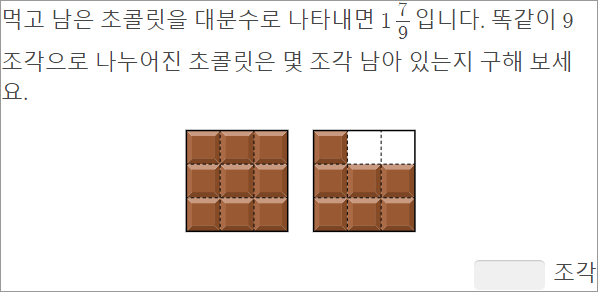 먹고 남은 초콜릿을 대분수로 나타내면 1 7/9 입니다. 똑같이 9
조각으로 나누어진 초콜릿은 몇 조각 남아 있는지 구해 보세
요.
조각